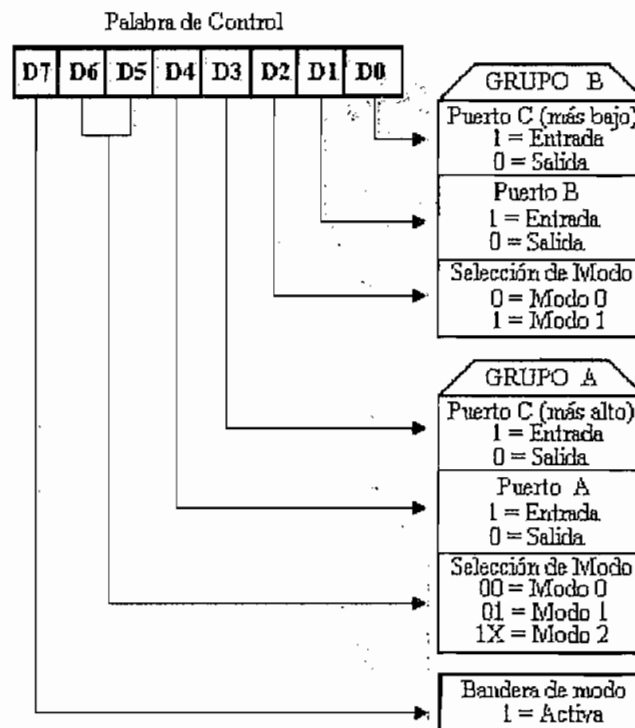 Palabra de Control
D7 D6 D5 D4 D3 D2 D1 D0
GRUPO B
Puerto C (más bajo)
1 = Entrada
0 = Salida
Puerto B
1 = Entrada
0 = Salida
Selección de Modo
0 = Modo 0
1 = Modo 1
GRUPO A
Puerto C (más alto)
1 = Entrada
0 = Salida
Puerto A
1 = Entrada
0 = Salida
Selección de Modo
00 = Modo 0
01 = Modo 1
1X = Modo 2
Bandera de modo
1 = Activa